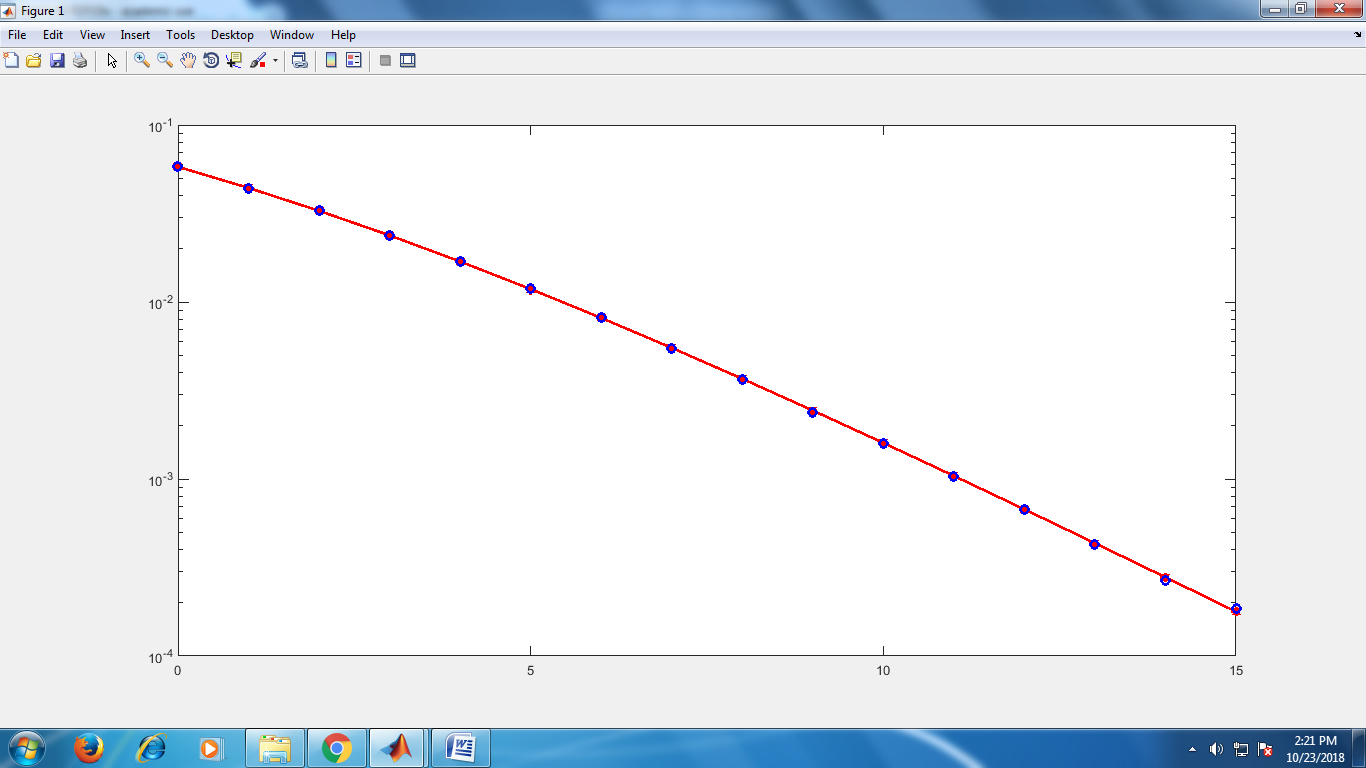 Figure 1
File Edit View Insert Tools Desktop Window Help
10-1
10-2
10-3
10-4
0 5 10 15
2:21 PM
10/23/2018